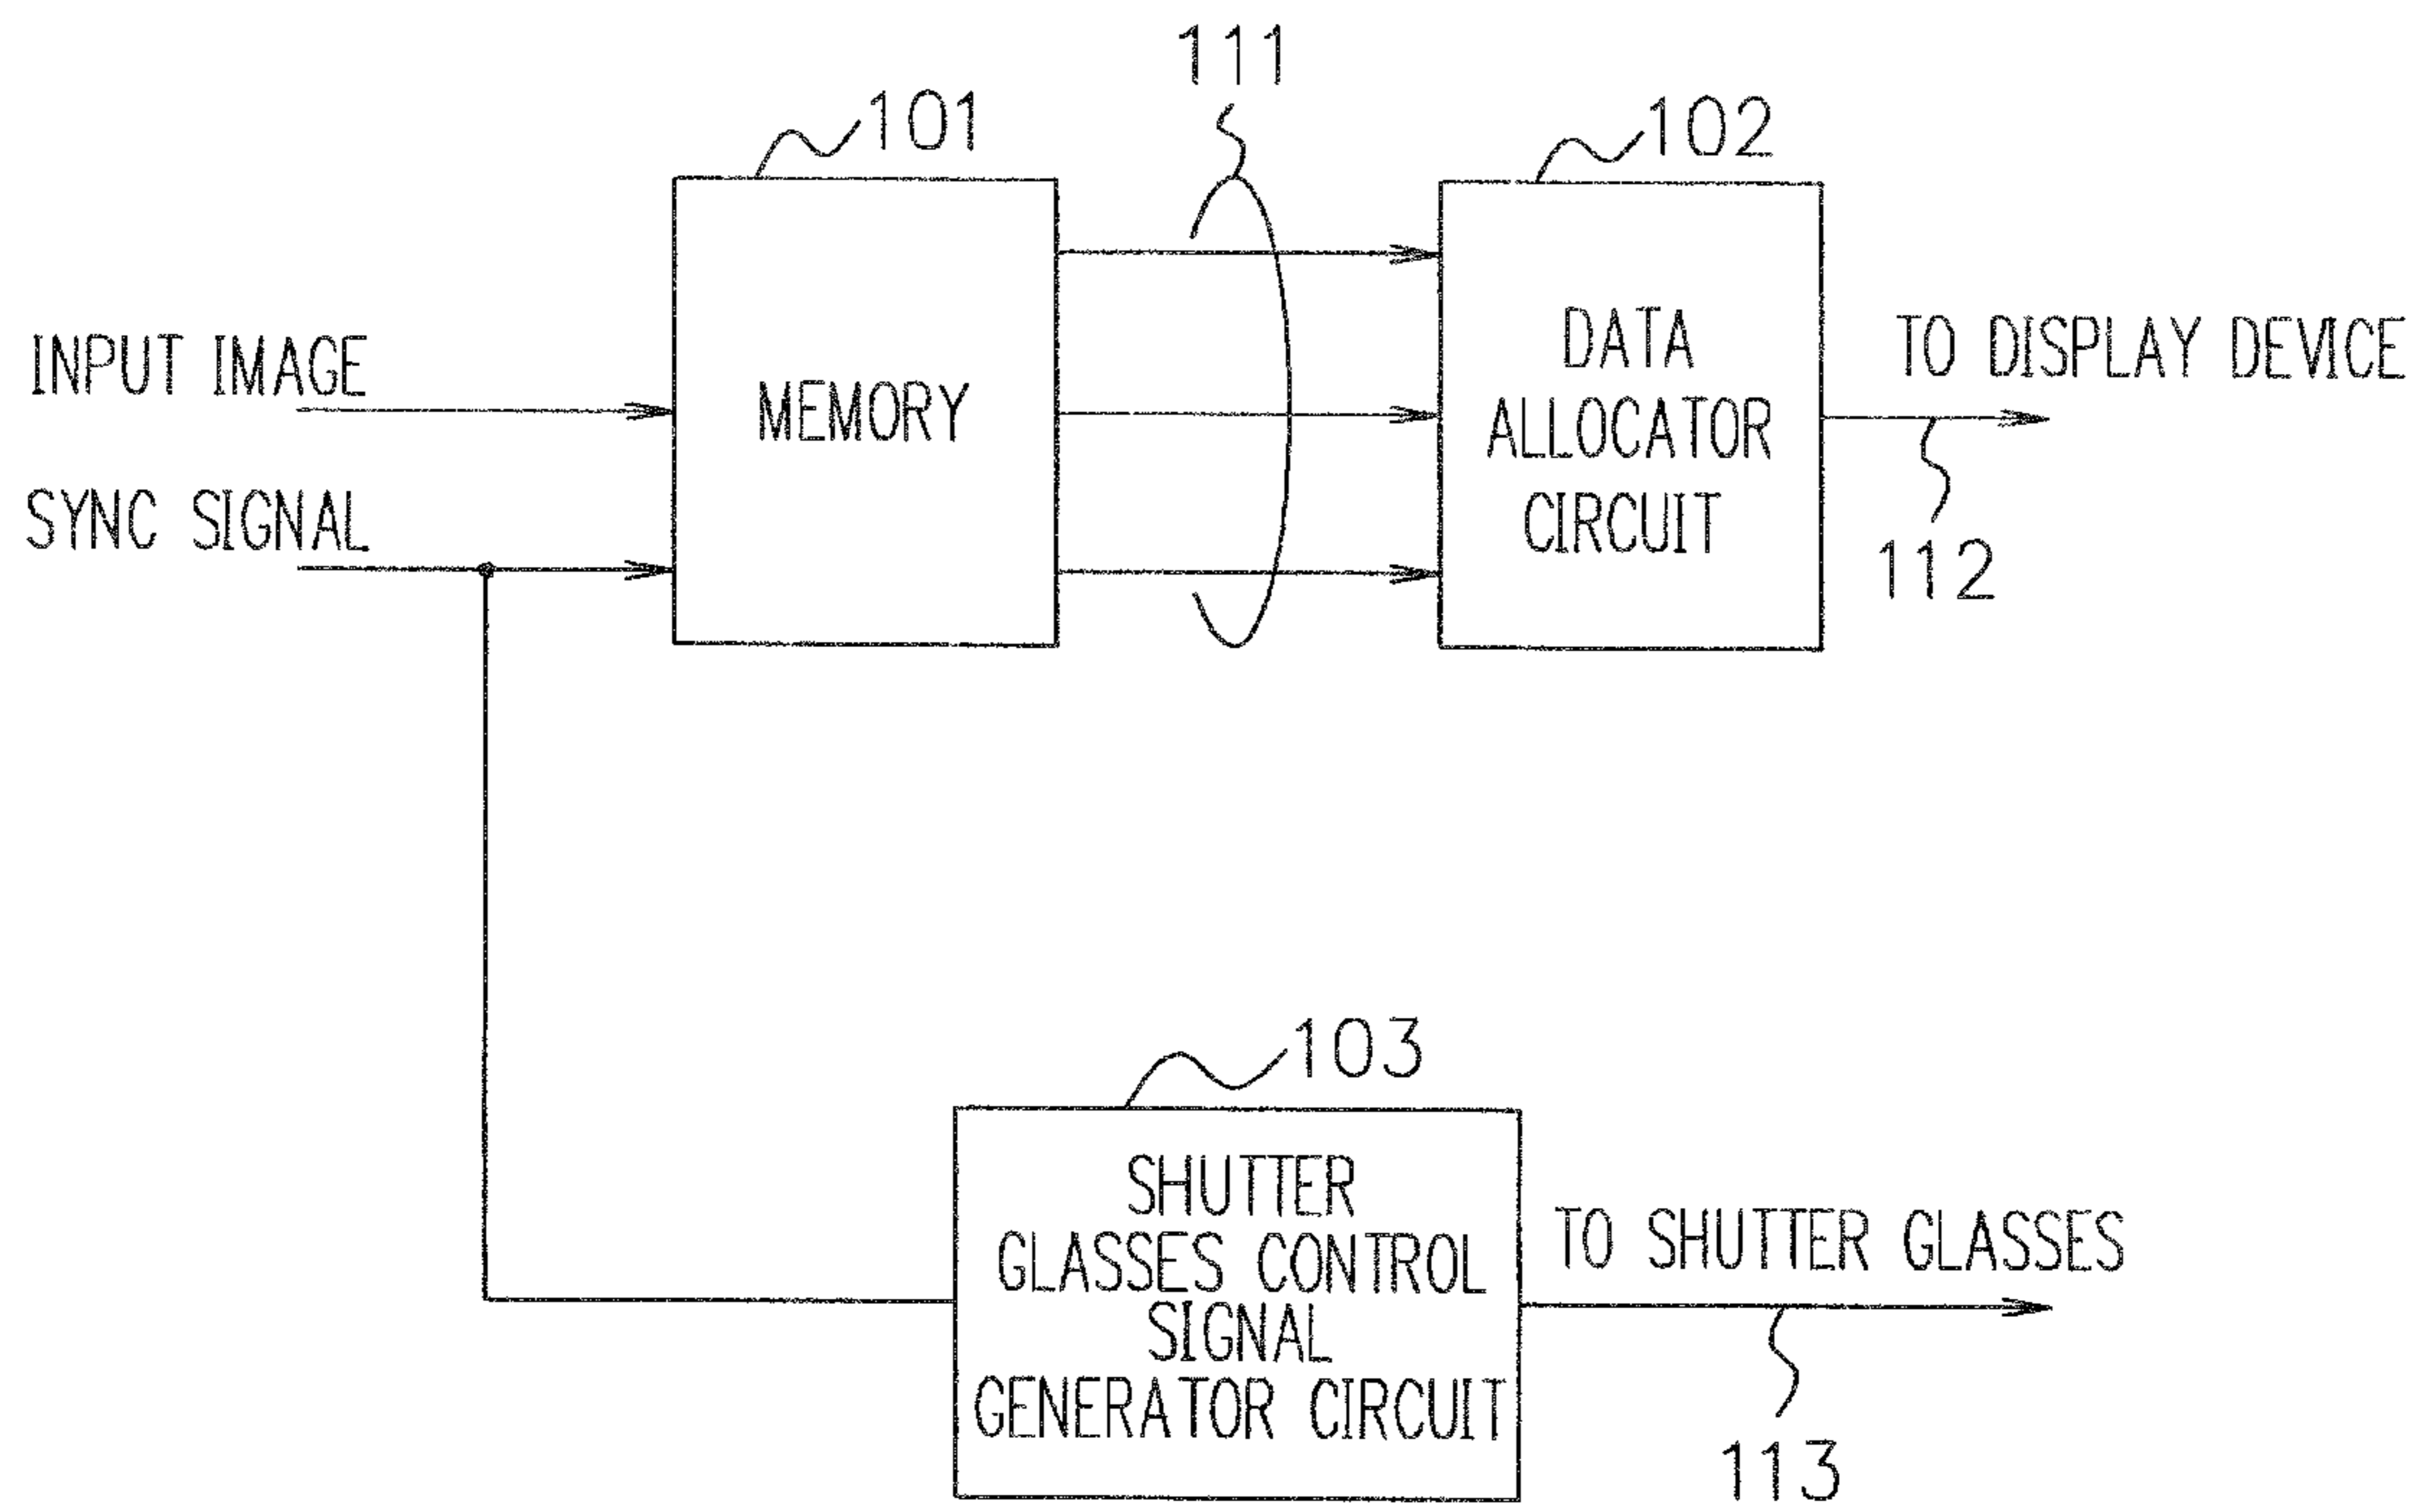 111
101
102
INPUT IMAGE
SYNC SIGNAL
MEMORY
DATA
ALLOCATOR
CIRCUIT
TO DISPLAY DEVICE
112
103
SHUTTER
GLASSES CONTROL
SIGNAL
GENERATOR CIRCUIT
TO SHUTTER GLASSES
113